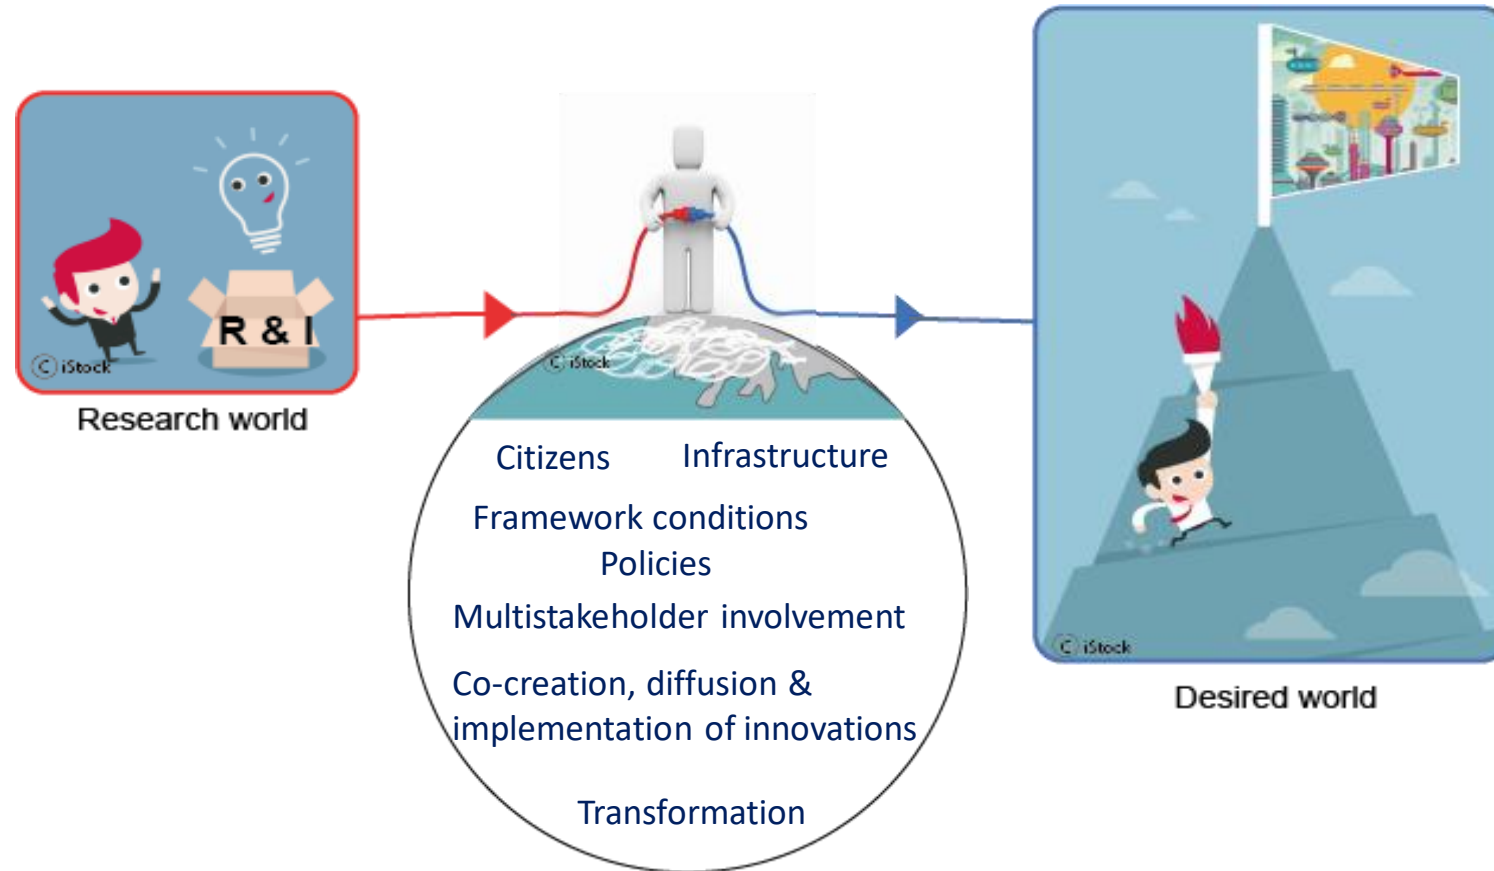 R & I
© iStock
Research world
© iStock
Citizens
Infrastructure
Framework conditions
Policies
Multistakeholder involvement
Co-creation, diffusion &
implementation of innovations
Transformation
© iStock
Desired world